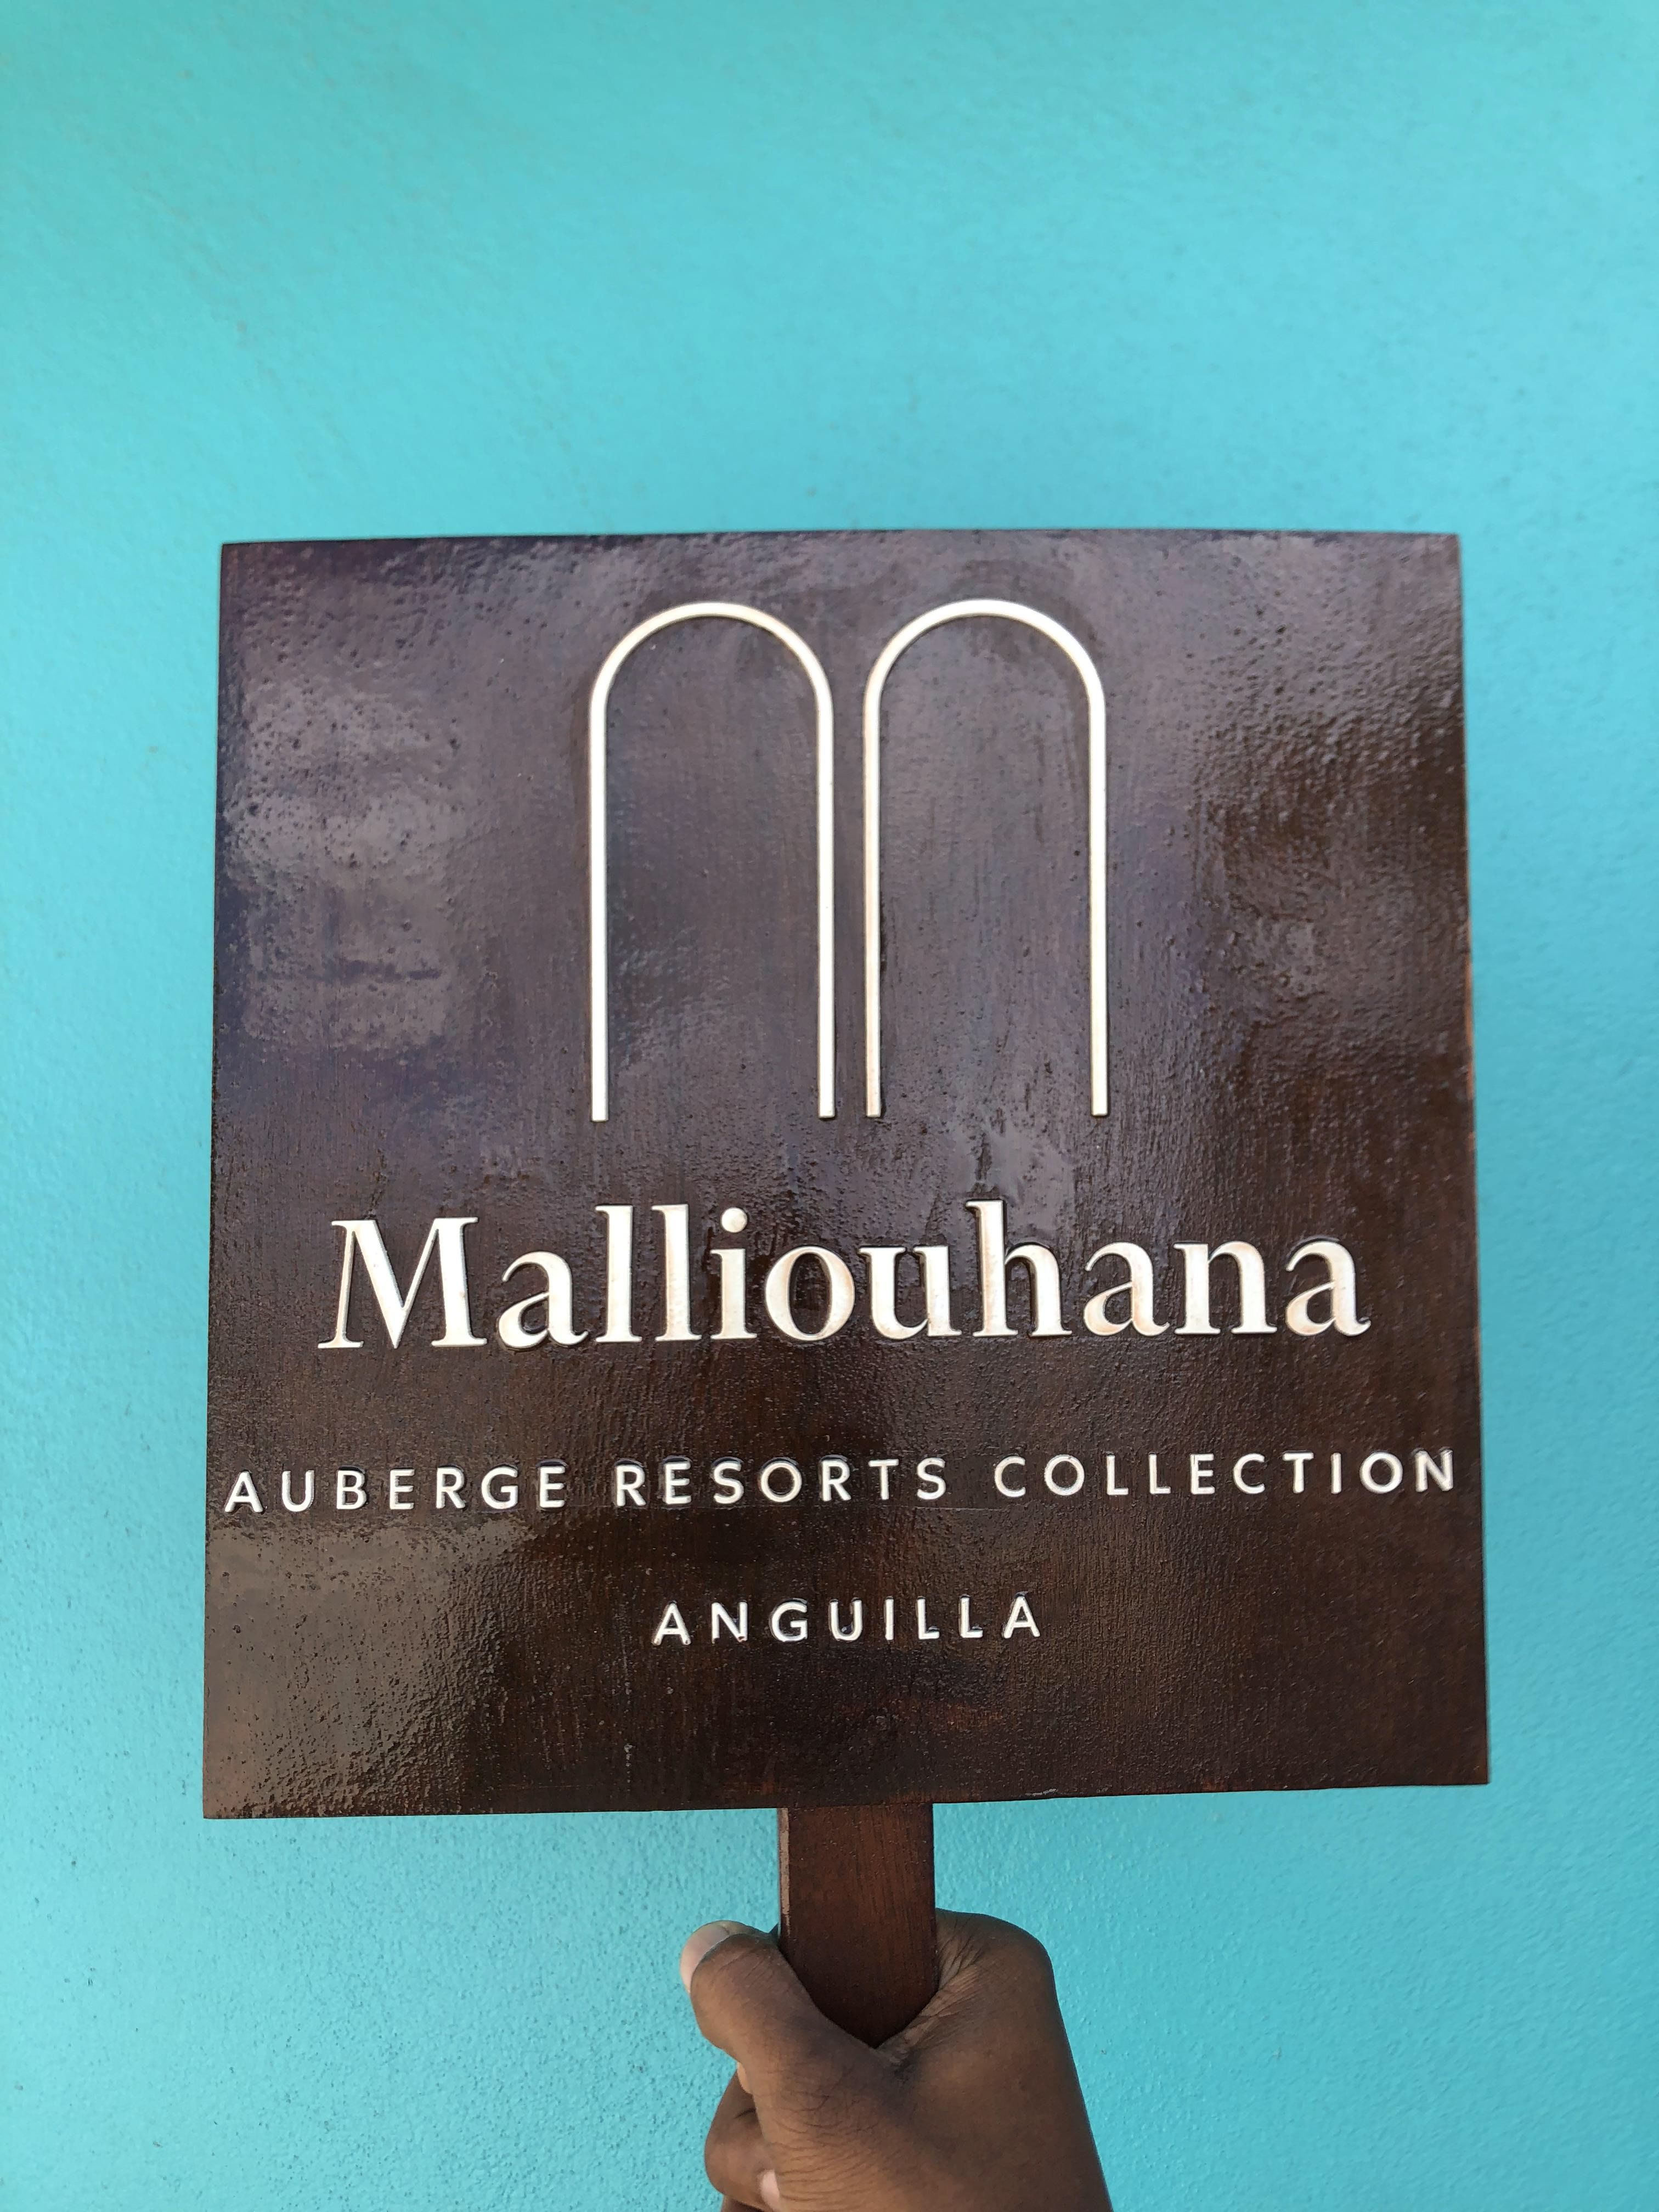 Malliouhana
AUBERGE RESORTS COLLECTION
ANGUILLA